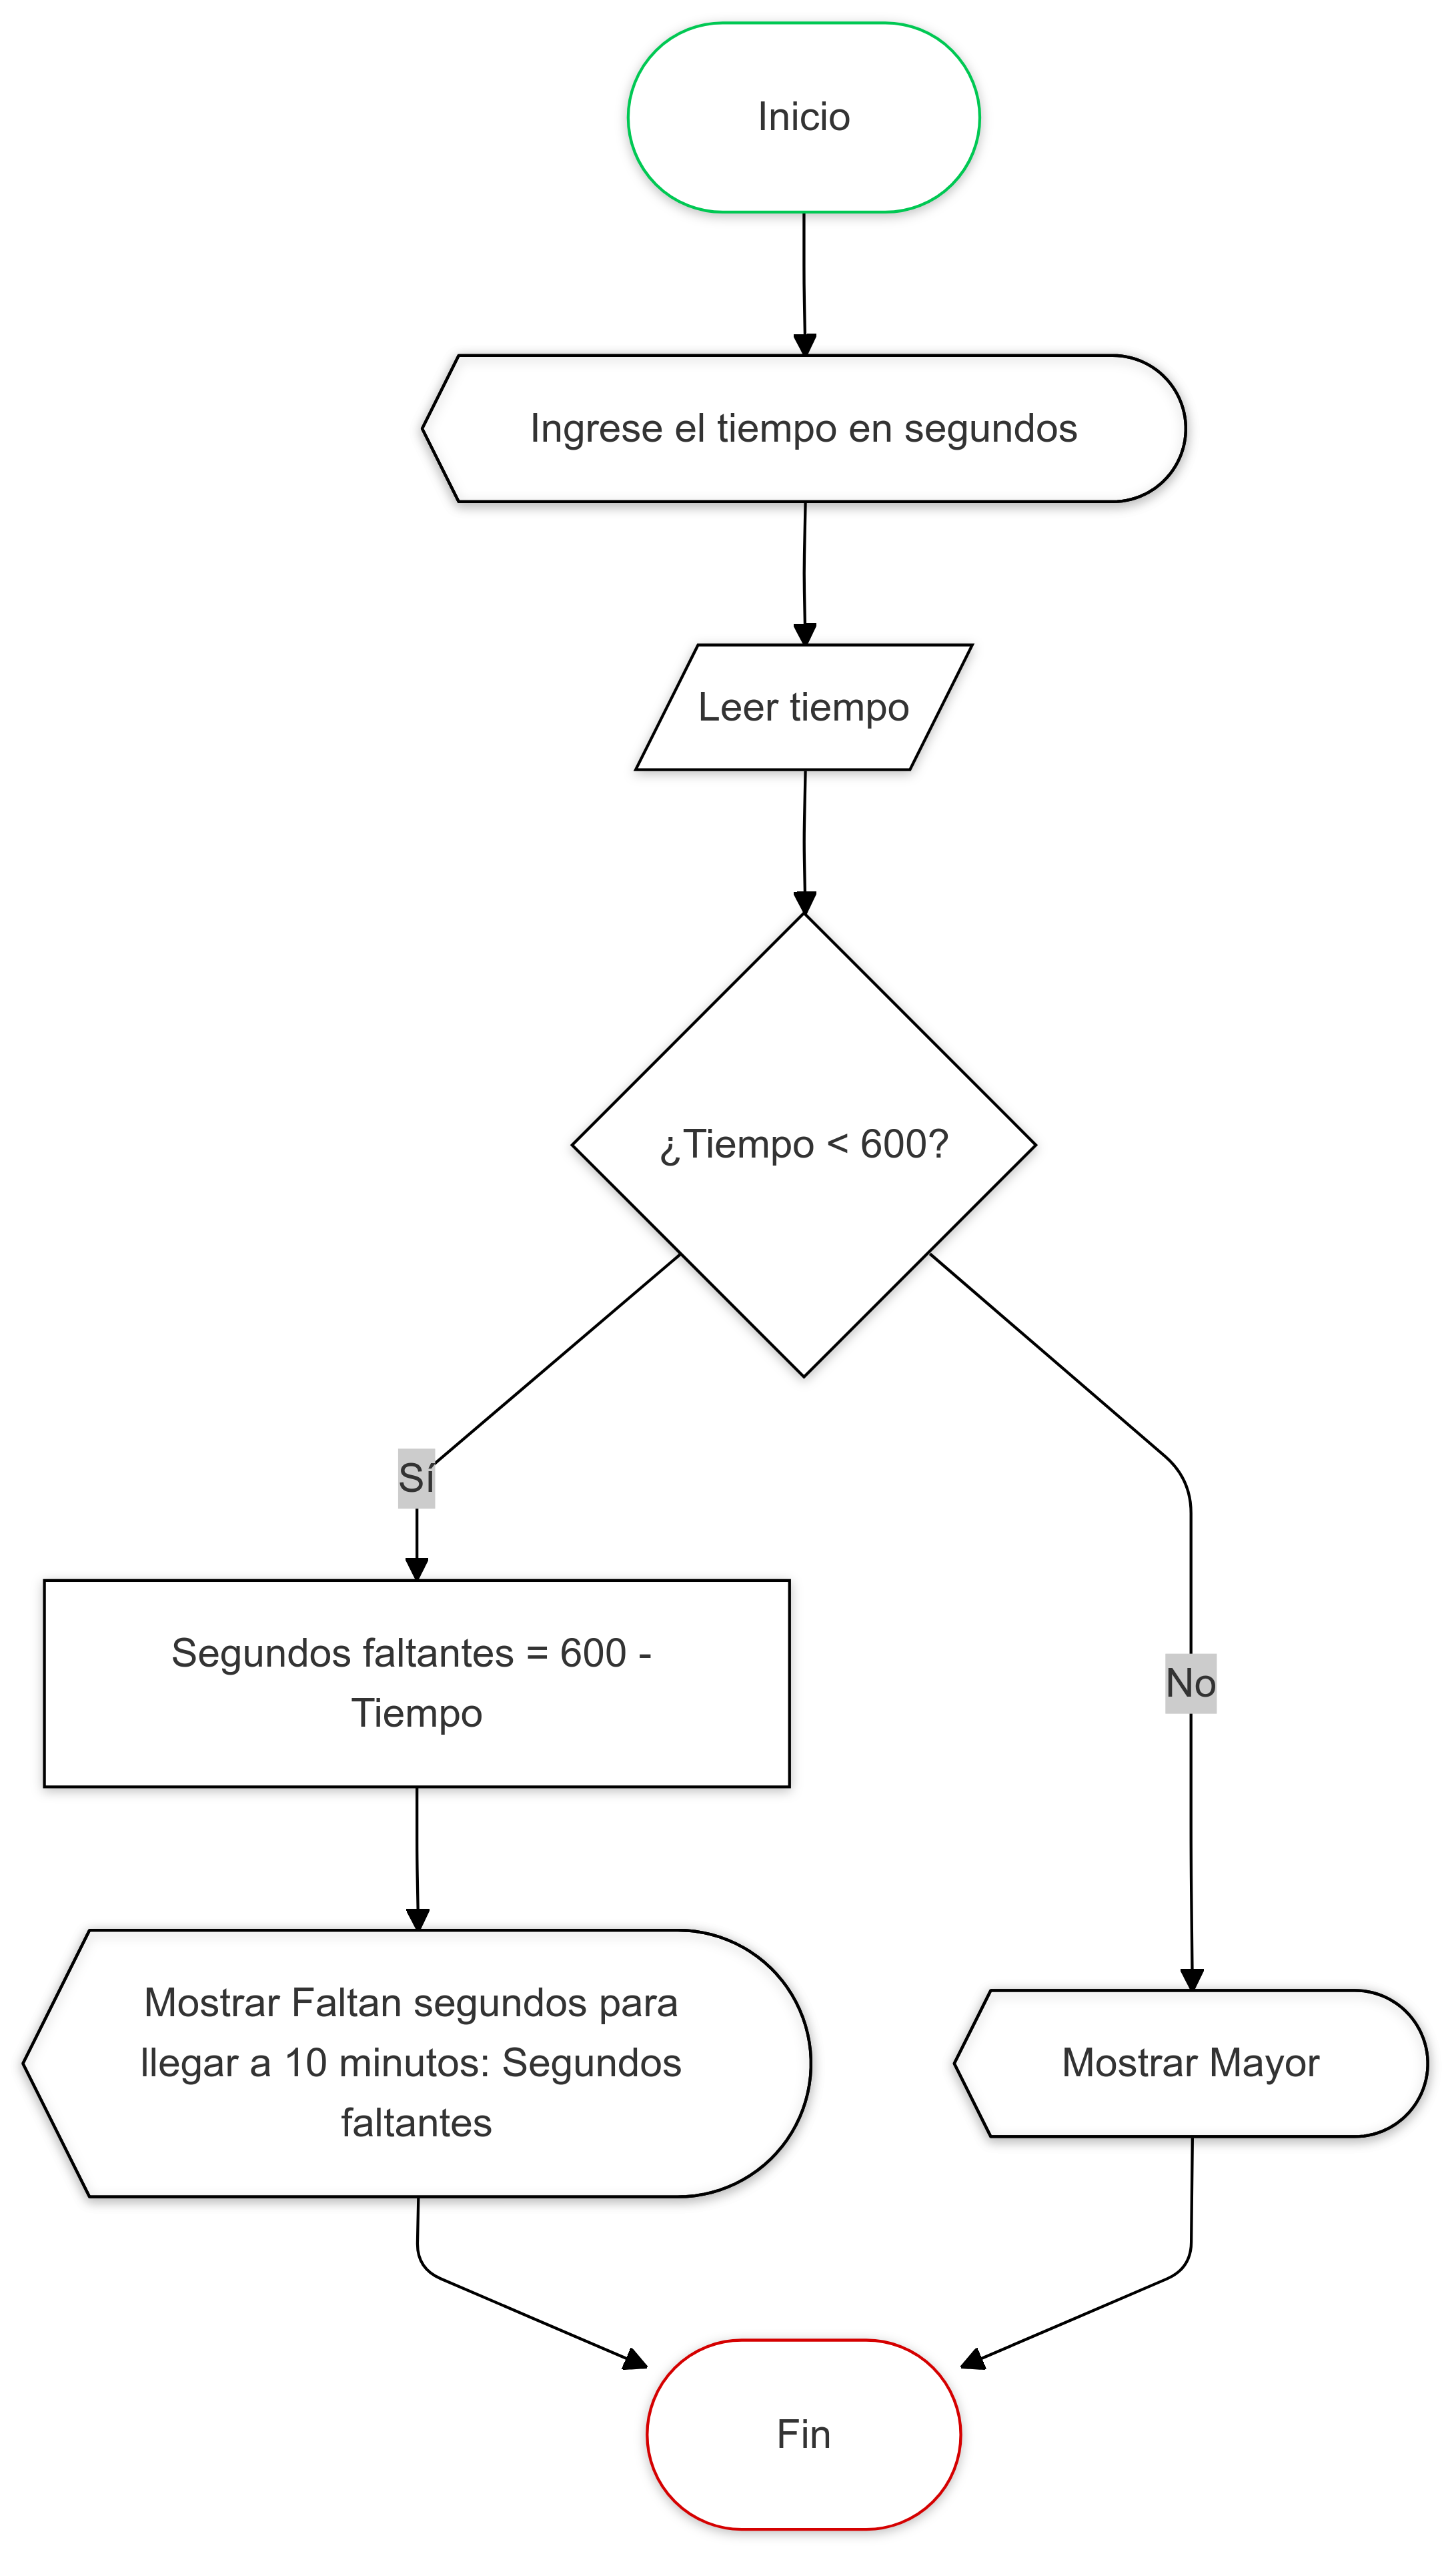 Inicio
Ingrese el tiempo en segundos
Leer tiempo
¿Tiempo < 600?
Sí
Segundos faltantes = 600 -
Tiempo
No
Mostrar Faltan segundos para
llegar a 10 minutos: Segundos
faltantes
Mostrar Mayor
Fin